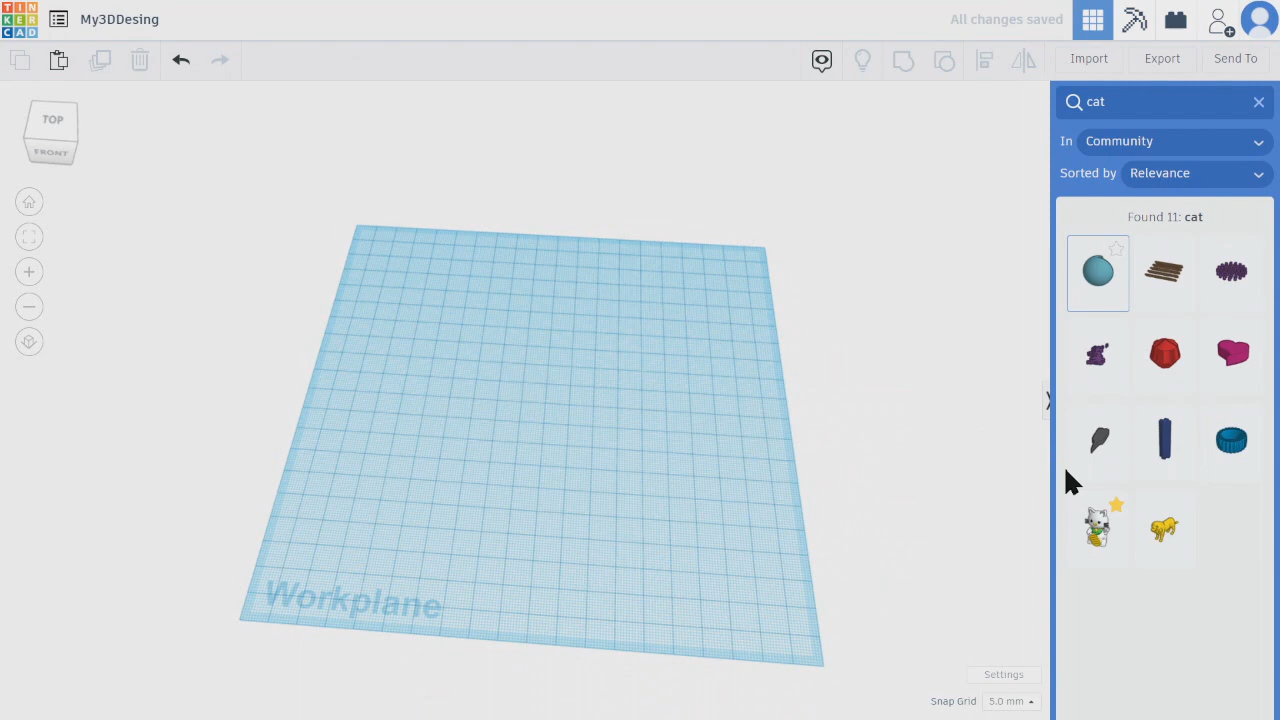 TIN
KER
CAD
My3DDesing
All changes saved
Import
Export
Send To
TOP
FRONT
cat
In Community
Sorted by Relevance
Found 11: cat
Workplane
Settings
Snap Grid 5.0 mm